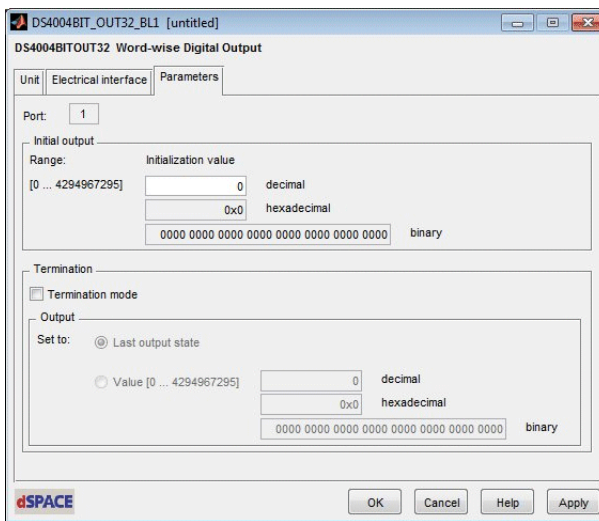 DS4004BIT_OUT32_BL1 [untitled]
DS4004BITOUT32 Word-wise Digital Output
Unit Electrical interface Parameters
Port: 1
Initial output
Range: Initialization value
[0 ... 4294967295] 0 decimal
0x0 hexadecimal
0000 0000 0000 0000 0000 0000 0000 0000 binary
Termination
Termination mode
Output
Set to: Last output state
Value [0 ... 4294967295] 0 decimal
0x0 hexadecimal
0000 0000 0000 0000 0000 0000 0000 0000 binary
dSPACE OK Cancel Help Apply